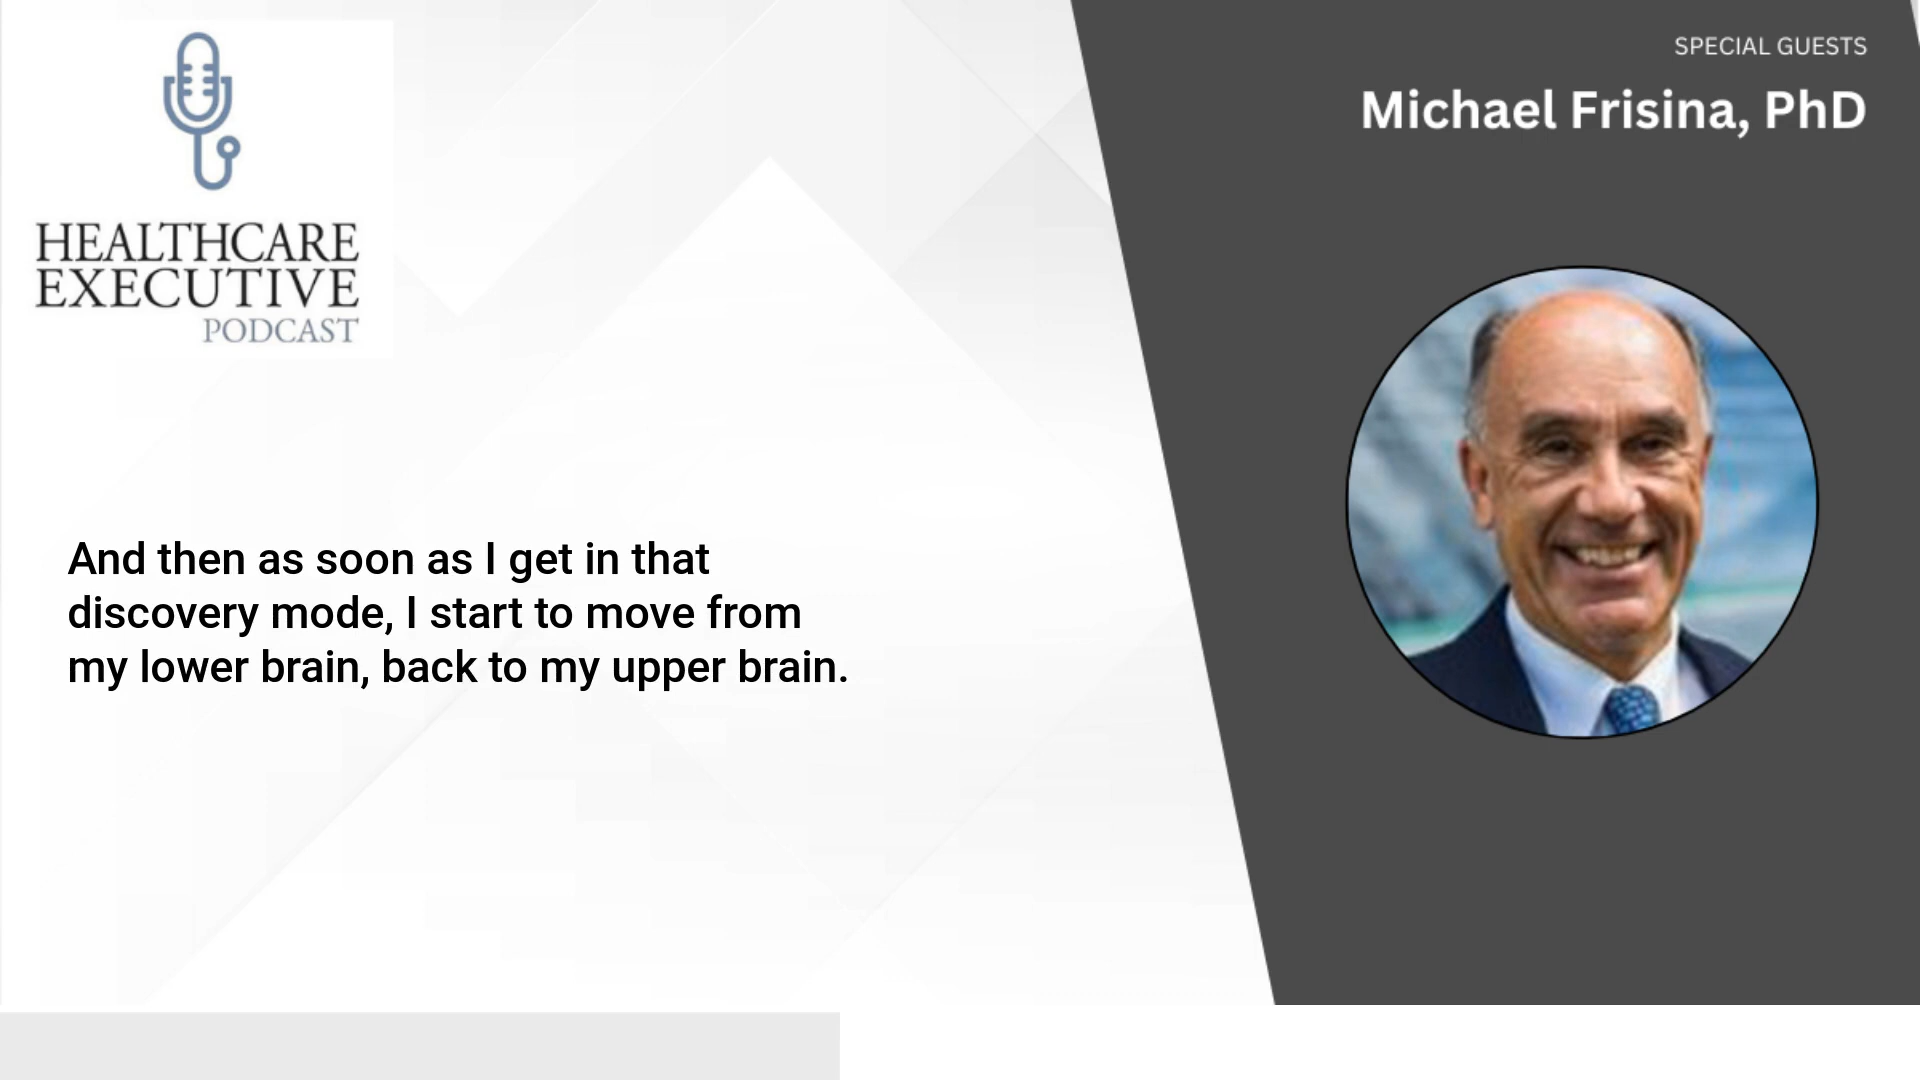 HEALTHCARE
EXECUTIVE
PODCAST
SPECIAL GUESTS
Michael Frisina, PhD
And then as soon as I get in that
discovery mode, I start to move from
my lower brain, back to my upper brain.